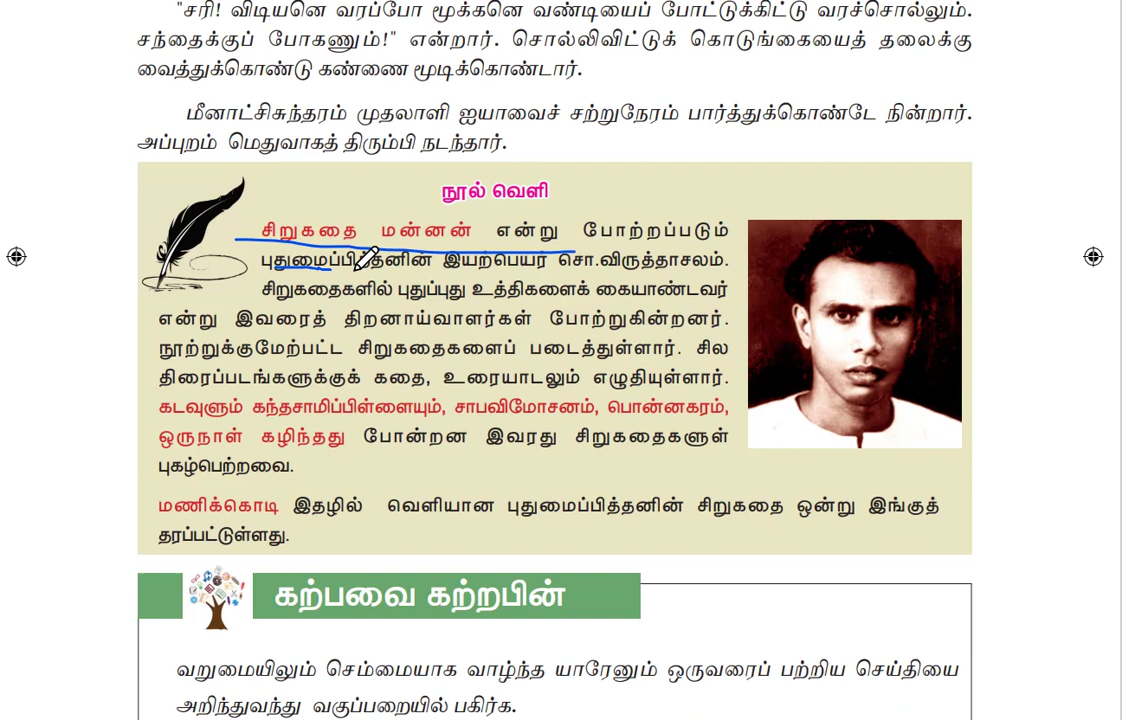 "சரி! விடியனெ வரப்போ மூக்கனெ வண்டியைப் போட்டுக்கிட்டு வரச்சொல்லும்.
சந்தைக்குப் போகணும்!" என்றார். சொல்லிவிட்டுக் கொடுங்கையைத் தலைக்கு
வைத்துக்கொண்டு கண்ணை மூடிக்கொண்டார்.
மீனாட்சிசுந்தரம் முதலாளி ஐயாவைச் சற்றுநேரம் பார்த்துக்கொண்டே நின்றார்.
அப்புறம் மெதுவாகத் திரும்பி நடந்தார்.
நூல் வெளி
சிறுகதை மன்னன் என்று போற்றப்படும்
புதுமைப்பித்தனின் இயற்பெயர் சொ.விருத்தாசலம்.
சிறுகதைகளில் புதுப்புது உத்திகளைக் கையாண்டவர்
என்று இவரைத் திறனாய்வாளர்கள் போற்றுகின்றனர்.
நூற்றுக்குமேற்பட்ட சிறுகதைகளைப் படைத்துள்ளார். சில
திரைப்படங்களுக்குக் கதை, உரையாடலும் எழுதியுள்ளார்.
கடவுளும் கந்தசாமிப்பிள்ளையும், சாபவிமோசனம், பொன்னகரம்,
ஒருநாள் கழிந்தது போன்றன இவரது சிறுகதைகளுள்
புகழ்பெற்றவை.
மணிக்கொடி இதழில் வெளியான புதுமைப்பித்தனின் சிறுகதை ஒன்று இங்குத்
தரப்பட்டுள்ளது.
கற்பவை கற்றபின்
வறுமையிலும் செம்மையாக வாழ்ந்த யாரேனும் ஒருவரைப் பற்றிய செய்தியை
அறிந்துவந்து வகுப்பறையில் பகிர்க.